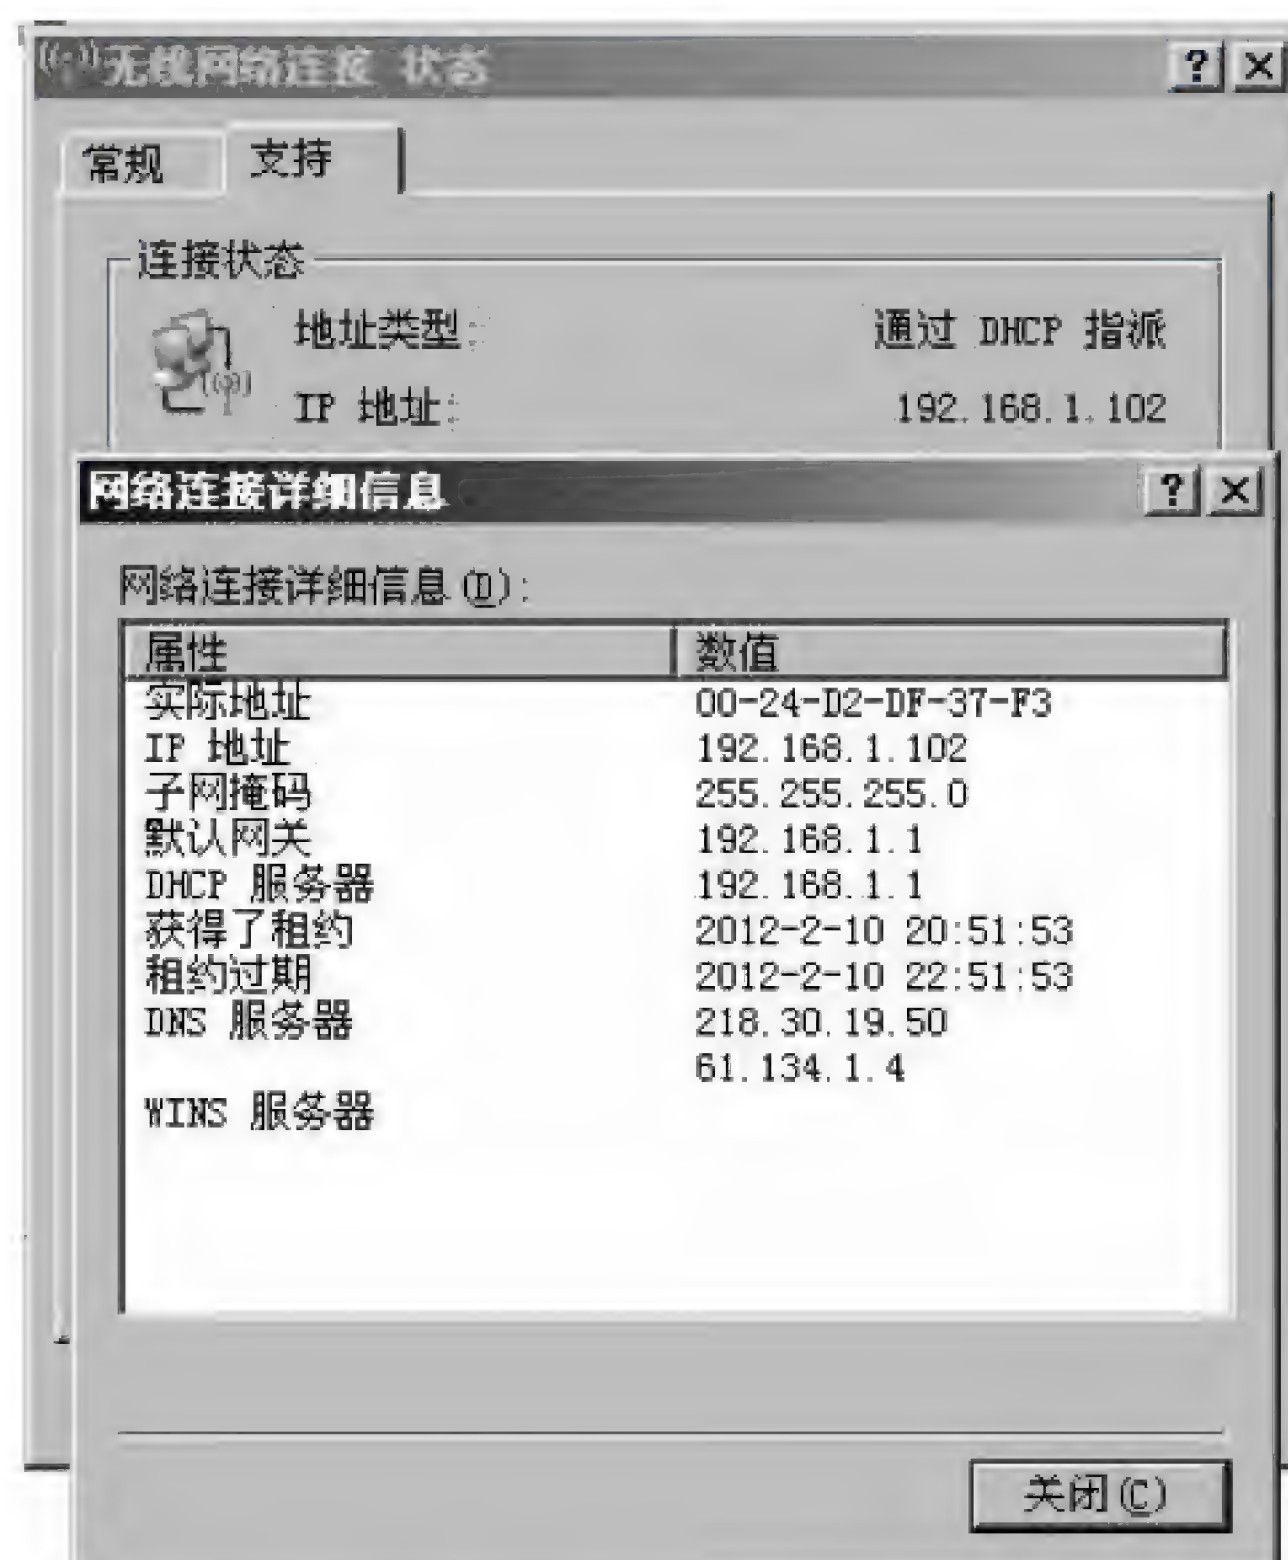 无线网络连接 状态
常规 支持
连接状态
地址类型: 通过 DHCP 指派
IP 地址: 192.168.1.102
网络连接详细信息
网络连接详细信息(D):
属性 数值
实际地址 00-24-D2-DF-37-F3
IP 地址 192.168.1.102
子网掩码 255.255.255.0
默认网关 192.168.1.1
DHCP 服务器 192.168.1.1
获得了租约 2012-2-10 20:51:53
租约过期 2012-2-10 22:51:53
DNS 服务器 218.30.19.50
61.134.1.4
WINS 服务器
关闭(C)